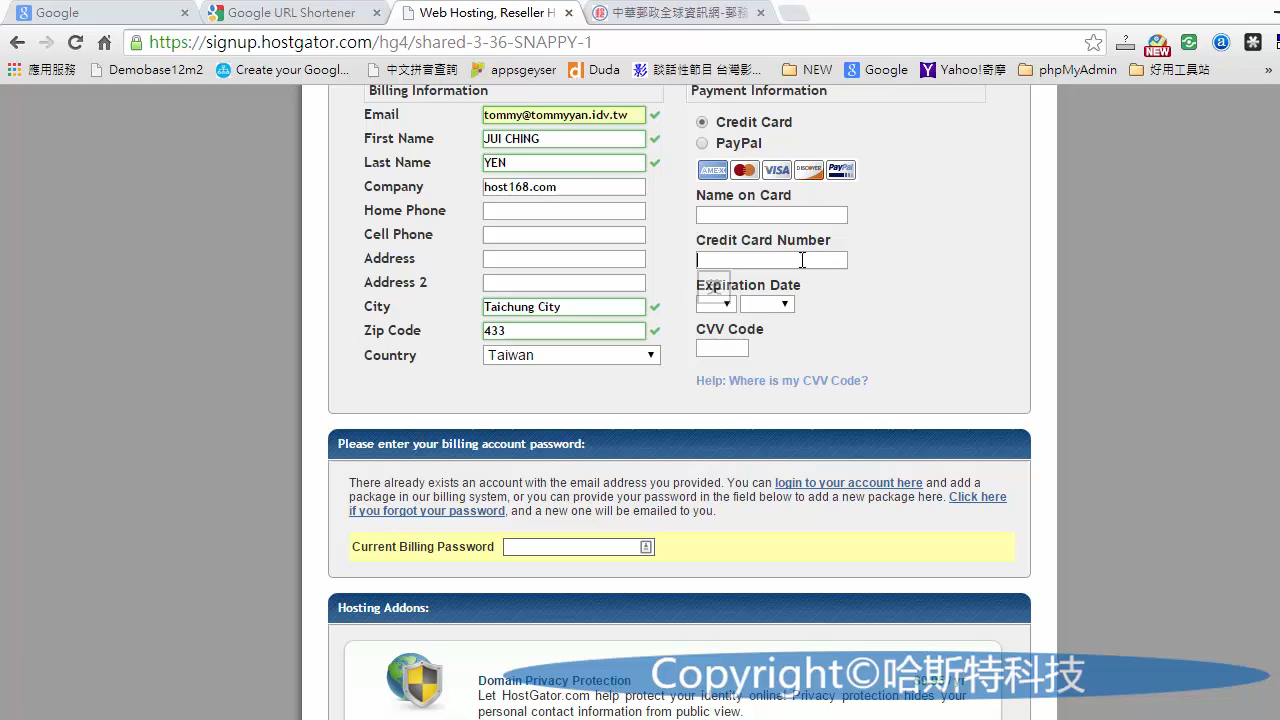 Google
Google URL Shortener
Web Hosting, Reseller H
中華郵政全球資訊網-郵務
https://signup.hostgator.com/hg4/shared-3-36-SNAPPY-1
NEW
應用服務
Democbase12m2
Create your Googl...
中文拼音查詢
appsgeyser
Duda
談話性節目 台灣影...
NEW
Google
Yahoo!奇摩
phpMyAdmin
好用工具站
»
Billing Information
Email
tommy@tommyyan.idv.tw
First Name
JUI CHING
Last Name
YEN
Company
host168.com
Home Phone
Cell Phone
Address
Address 2
City
Taichung City
Zip Code
433
Country
Taiwan
Payment Information
Credit Card
PayPal
AMEX
VISA
DISCOVER
PayPal
Name on Card
Credit Card Number
Expiration Date
CVV Code
Help: Where is my CVV Code?
Please enter your billing account password:
There already exists an account with the email address you provided. You can login to your account here and add a
package in our billing system, or you can provide your password in the field below to add a new package here. Click here
if you forgot your password, and a new one will be emailed to you.
Current Billing Password
Hosting Addons:
Domain Privacy Protection
Let HostGator.com help protect your identity online! Privacy protection hides your
personal contact information from public view.
Copyright©哈斯特科技